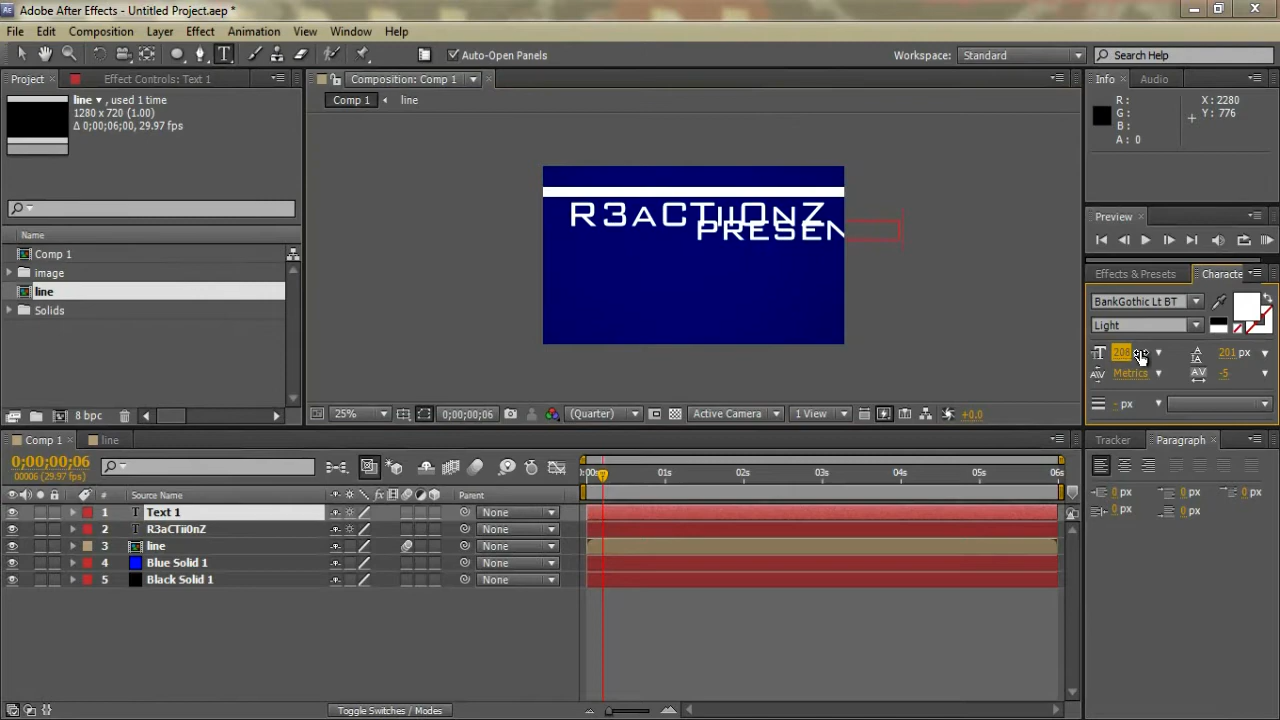 Adobe After Effects - Untitled Project.aep *
File Edit Composition Layer Effect Animation View Window Help
Auto-Open Panels Workspace: Standard Search Help
Project Effect Controls: Text 1 Composition: Comp 1 Info Audio
line , used 1 time
1280 x 720 (1.00)
Δ 0;00;06;00, 29.97 fps
Comp 1 line
R: X: 2280
G: Y: 776
B:
A: 0
R3ACTiiOnZ
PRESEN
Preview
Name
Comp 1
image
line
Solids
Effects & Presets Characte
BankGothic Lt BT
Light
208 201 px
Metrics -5
- px
8 bpc 25% 0;00;00;06 (Quarter) Active Camera 1 View +0.0
Comp 1 line Tracker Paragraph
0;00;00;06
00006 (29.97 fps)
:00s 01s 02s 03s 04s 05s 06s
# Source Name Parent
1 T Text 1 None
2 T R3aCTii0nZ None
3 line None
4 Blue Solid 1 None
5 Black Solid 1 None
0 px 0 px 0 px
0 px 0 px
Toggle Switches / Modes